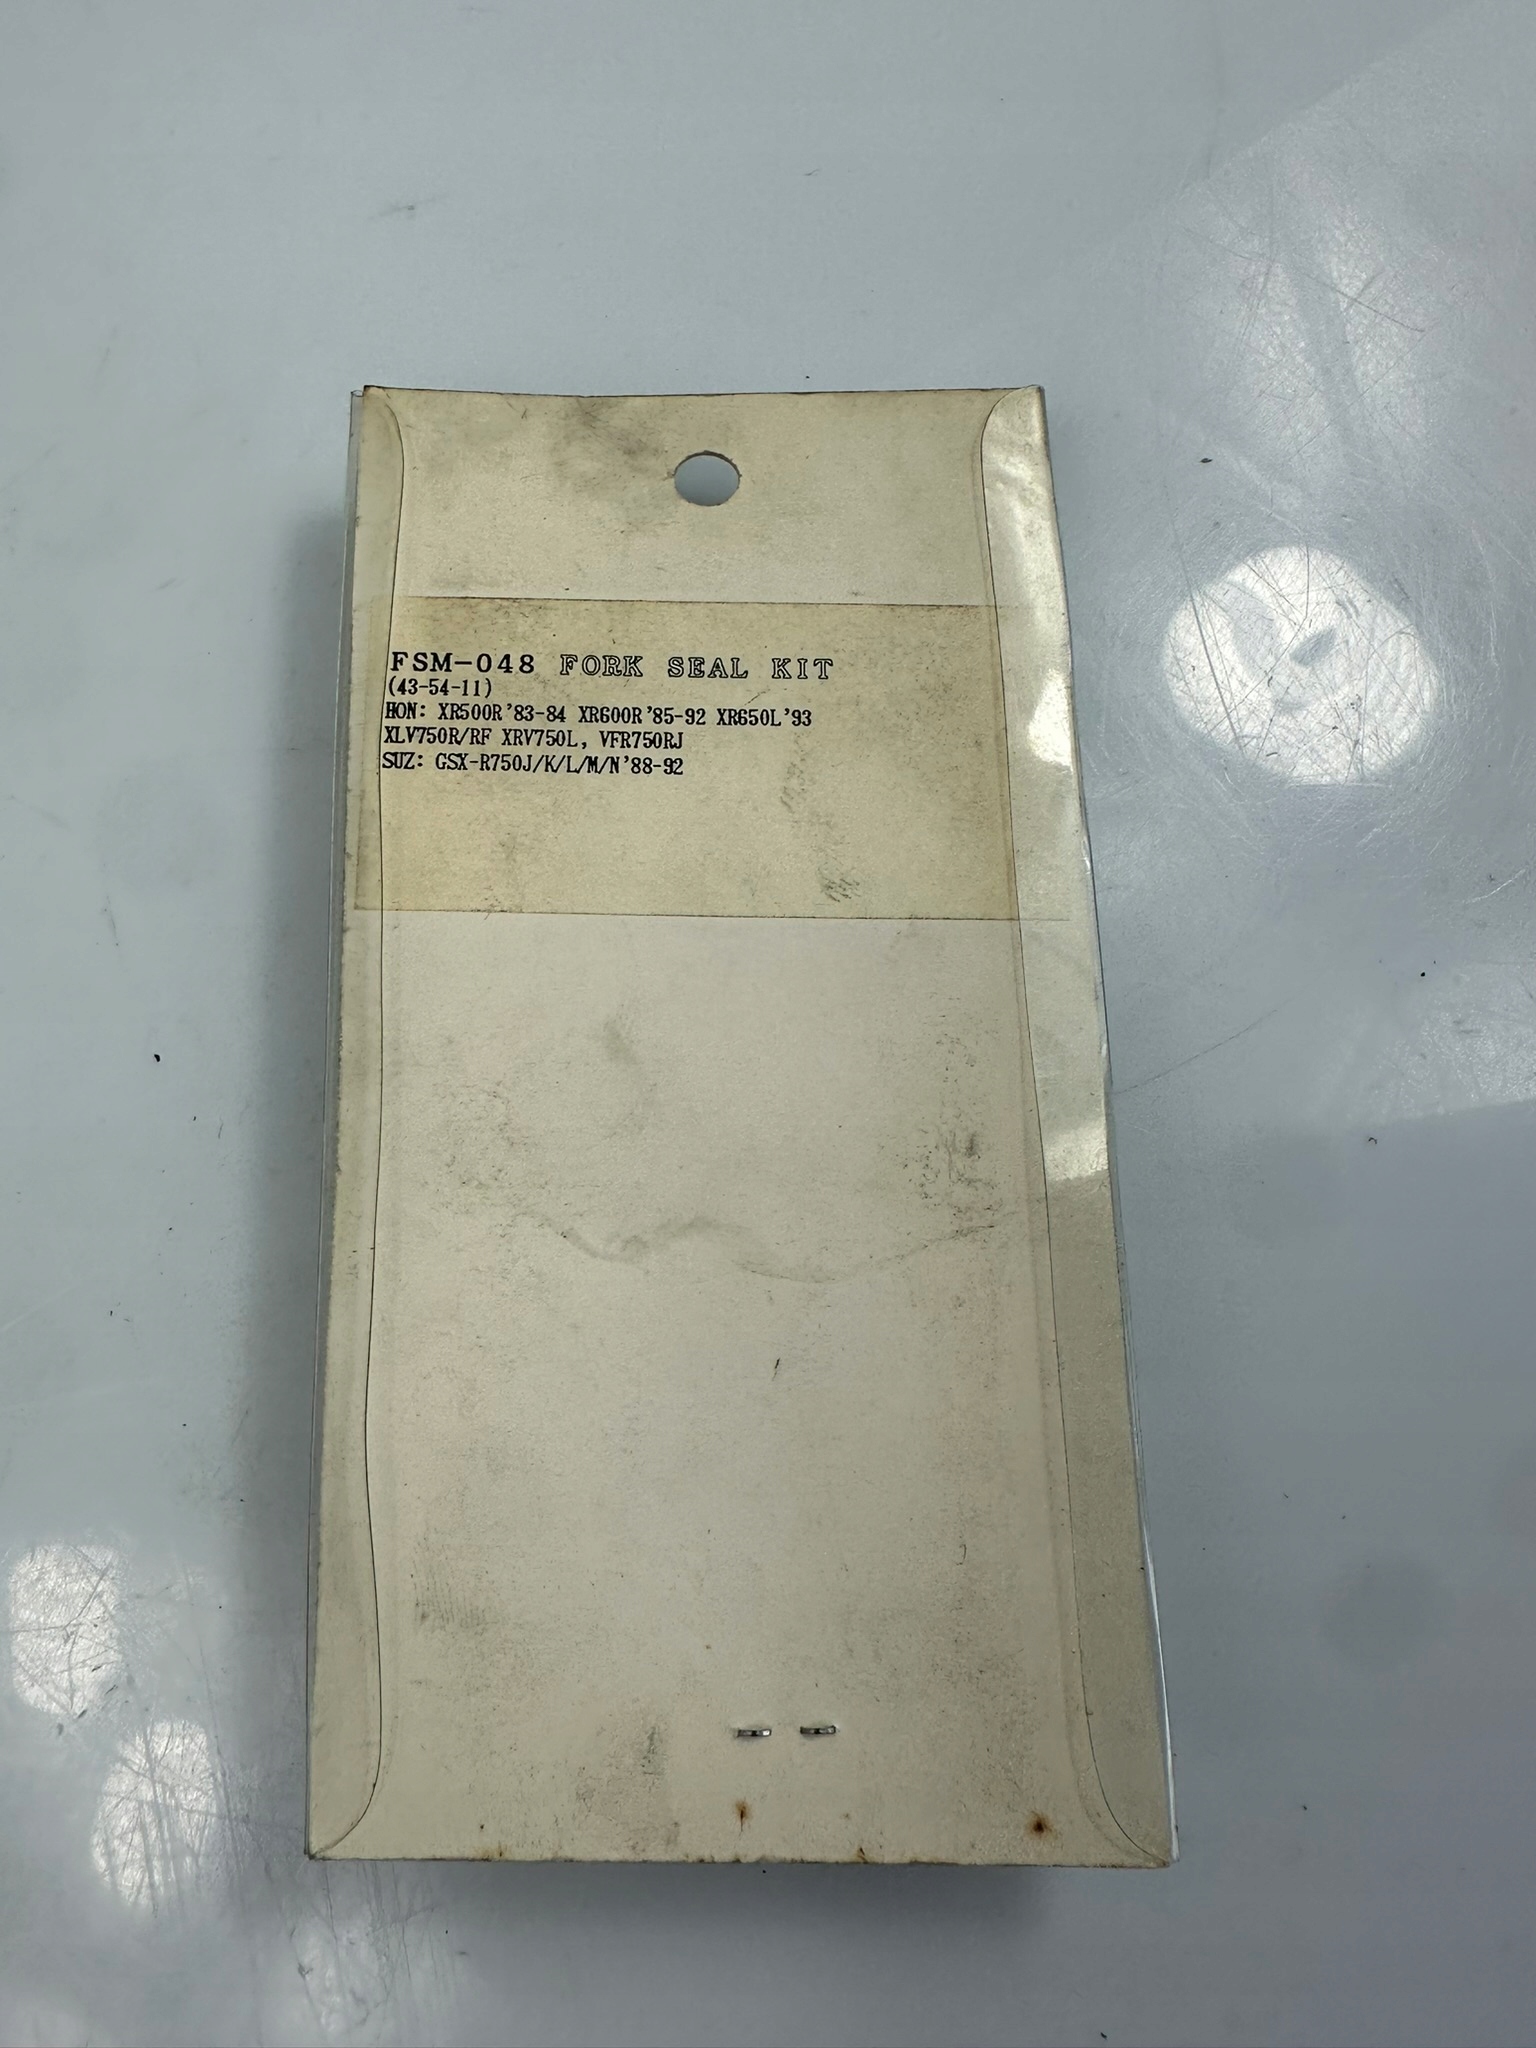 FSM-048 FORK SEAL KIT
(43-54-11)
HON: XR500R'83-84 XR600R'85-92 XR650L'93
XLV750R/RF XRV750L, VFR750RJ
SUZ: GSX-R750J/K/L/M/N'88-92